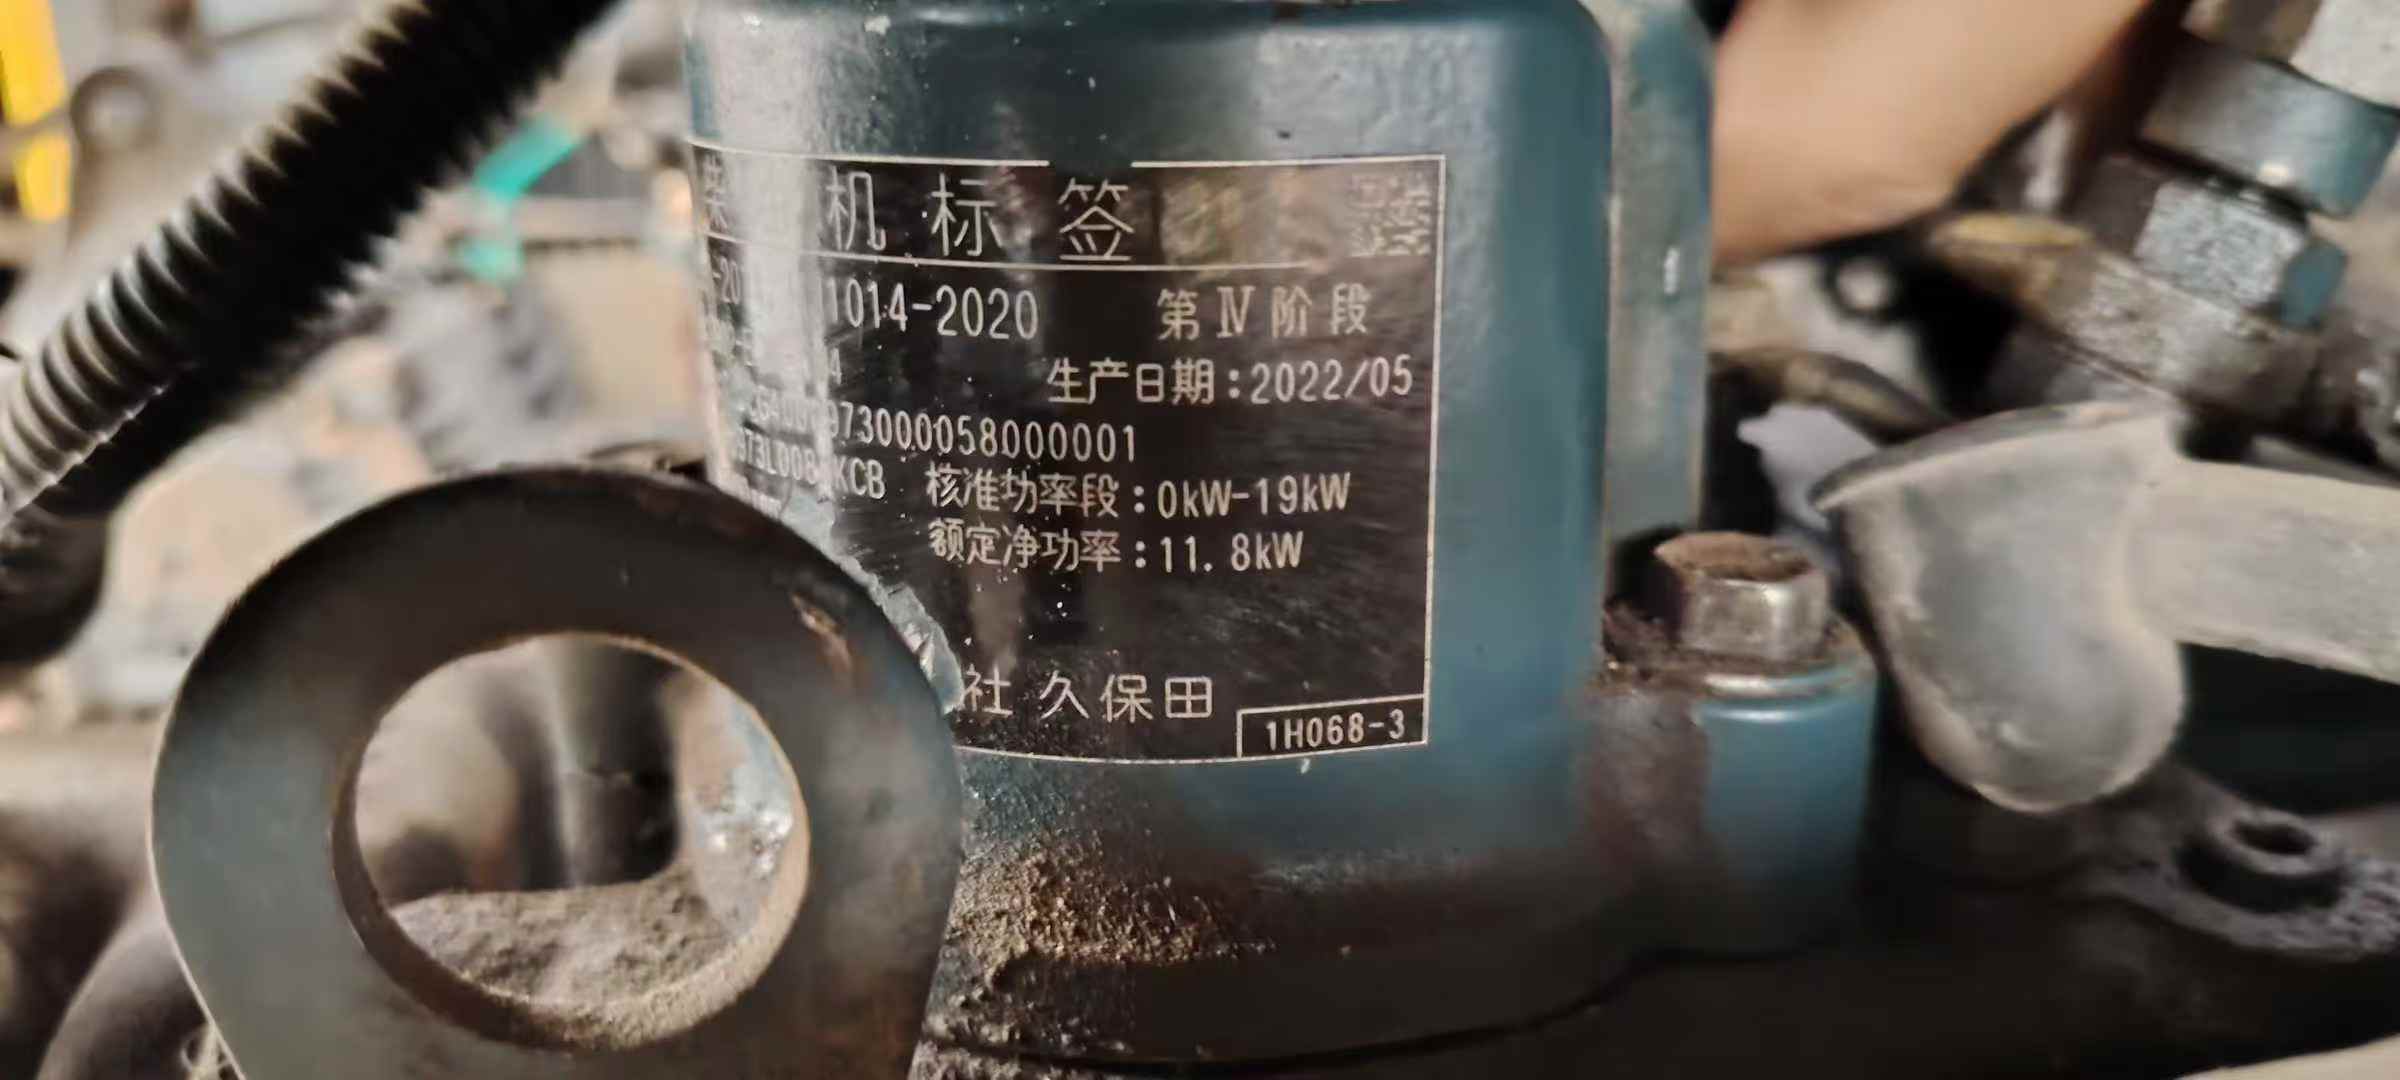 机标签
1014-2020 第Ⅳ阶段
生产日期:2022/05
973000058000001
KCB 核准功率段:0kW-19kW
额定净功率:11.8kW
社久保田
1H068-3